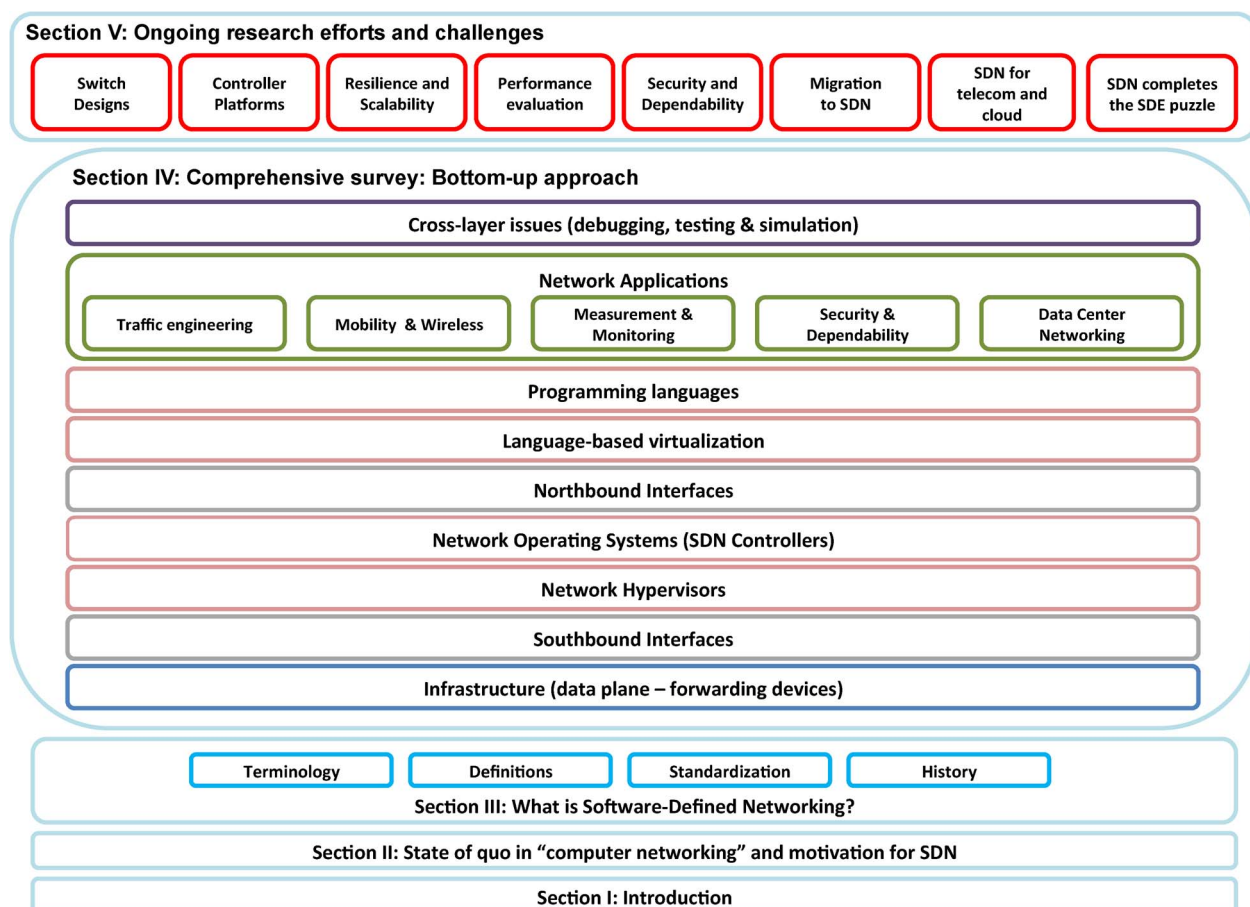 Section V: Ongoing research efforts and challenges
Switch
Designs
Controller
Platforms
Resilience and
Scalability
Performance
evaluation
Security and
Dependability
Migration
to SDN
SDN for
telecom and
cloud
SDN completes
the SDE puzzle
Section IV: Comprehensive survey: Bottom-up approach
Cross-layer issues (debugging, testing & simulation)
Network Applications
Traffic engineering
Mobility & Wireless
Measurement &
Monitoring
Security &
Dependability
Data Center
Networking
Programming languages
Language-based virtualization
Northbound Interfaces
Network Operating Systems (SDN Controllers)
Network Hypervisors
Southbound Interfaces
Infrastructure (data plane – forwarding devices)
Terminology
Definitions
Standardization
History
Section III: What is Software-Defined Networking?
Section II: State of quo in “computer networking” and motivation for SDN
Section I: Introduction